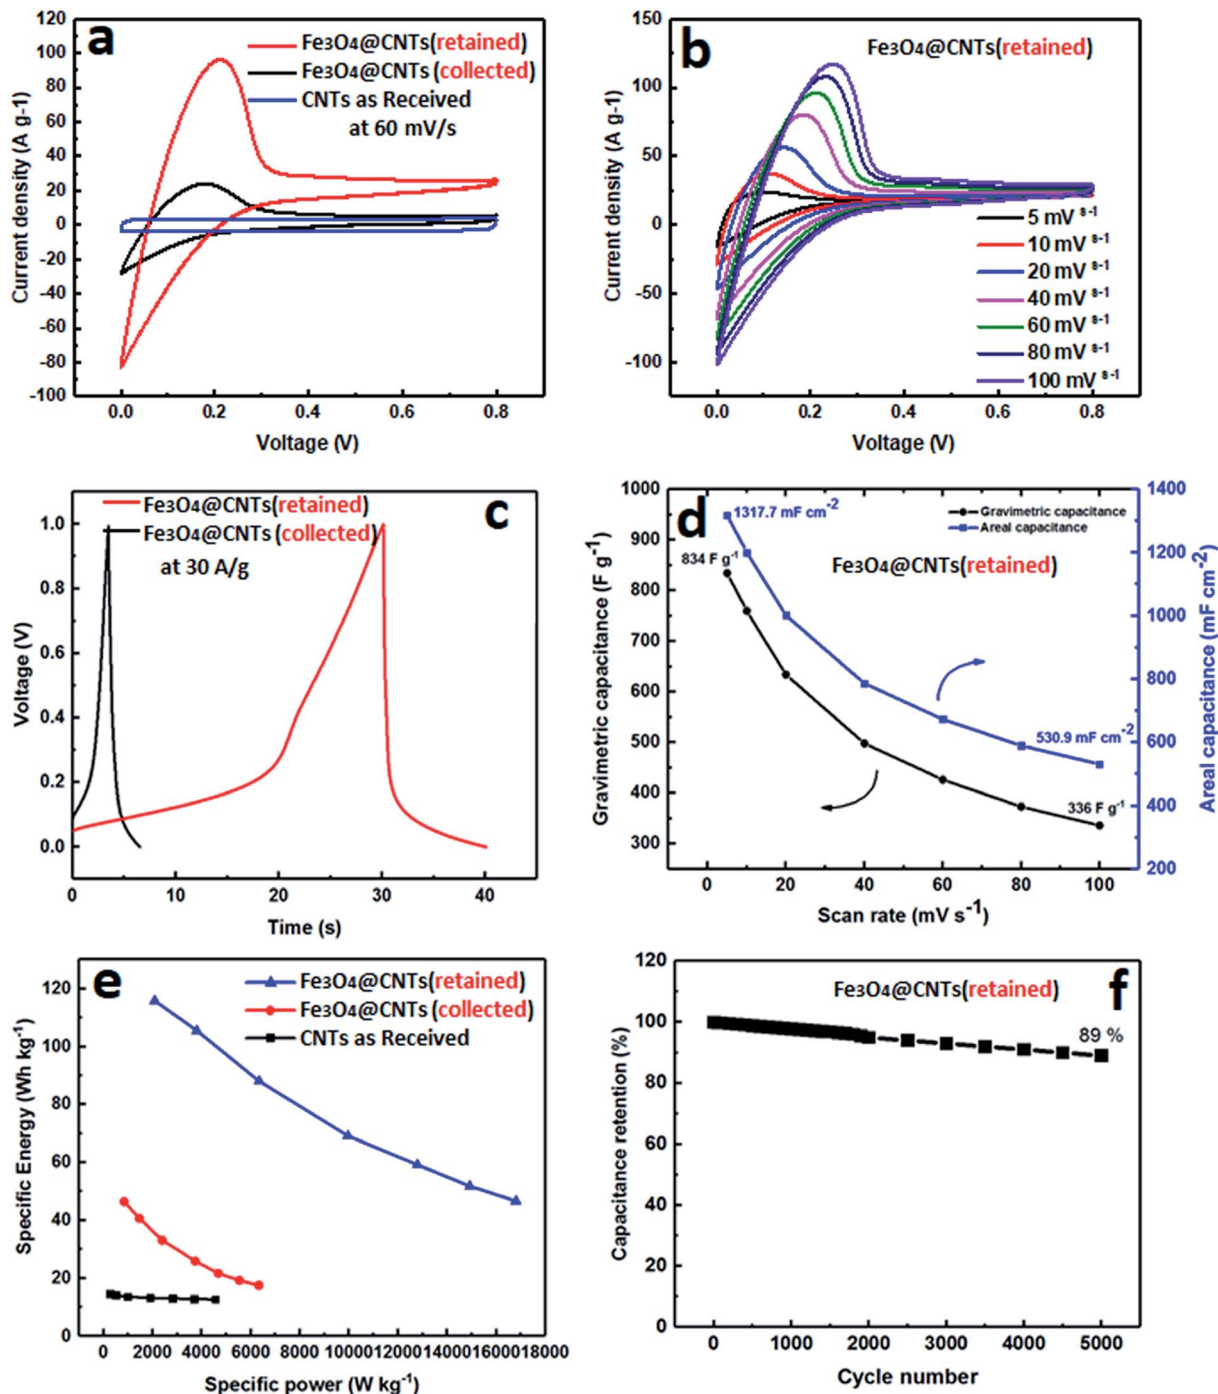 a
Fe3O4@CNTs(retained)
Fe3O4@CNTs (collected)
CNTs as Received
at 60 mV/s
Current density (A g-1)
120
100
80
60
40
20
0
-20
-40
-60
-80
-100
0.0 0.2 0.4 0.6 0.8
Voltage (V)
b
Fe3O4@CNTs(retained)
Current density (A g-1)
150
100
50
0
-50
-100
5 mV s-1
10 mV s-1
20 mV s-1
40 mV s-1
60 mV s-1
80 mV s-1
100 mV s-1
0.0 0.2 0.4 0.6 0.8
Voltage (V)
c
Fe3O4@CNTs(retained)
Fe3O4@CNTs (collected)
at 30 A/g
Voltage (V)
1.0
0.8
0.6
0.4
0.2
0.0
0 10 20 30 40
Time (s)
d
Gravimetric capacitance
Areal capacitance
Fe3O4@CNTs(retained)
1317.7 mF cm-2
834 F g-1
530.9 mF cm-2
336 F g-1
Gravimetric capacitance (F g-1)
1000
900
800
700
600
500
400
300
Areal capacitance (mF cm-2)
1400
1200
1000
800
600
400
200
0 20 40 60 80 100
Scan rate (mV s-1)
e
Fe3O4@CNTs(retained)
Fe3O4@CNTs (collected)
CNTs as Received
Specific Energy (Wh kg-1)
120
100
80
60
40
20
0
0 2000 4000 6000 8000 10000 12000 14000 16000 18000
Specific power (W kg-1)
f
Fe3O4@CNTs(retained)
89 %
Capacitance retention (%)
120
100
80
60
40
20
0
0 1000 2000 3000 4000 5000
Cycle number